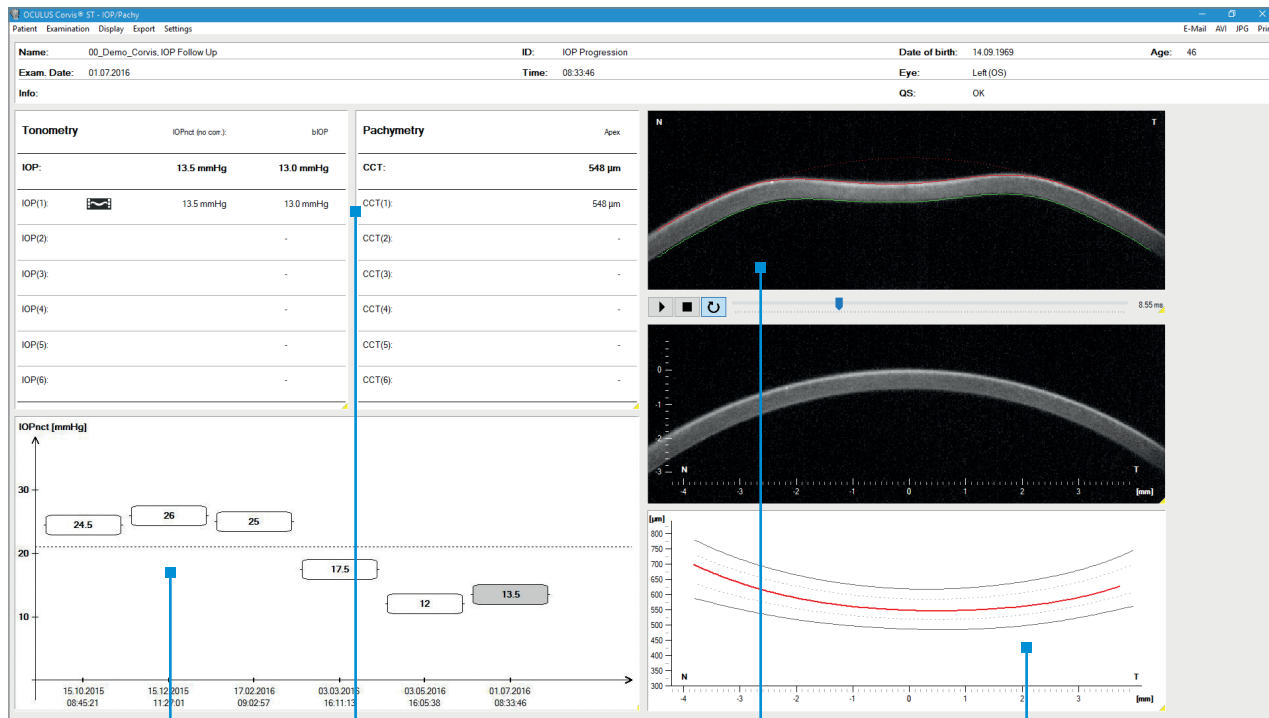 OCULUS Corvis® ST - IOP/Pachy
Patient Examination Display Export Settings E-Mail AVI JPG Prin
Name: 00_Demo_Corvis, IOP Follow Up ID: IOP Progression Date of birth: 14.09.1969 Age: 46
Exam. Date: 01.07.2016 Time: 08:33:46 Eye: Left (OS)
Info: QS: OK
Tonometry IOPnct (no corr.): bIOP
IOP: 13.5 mmHg 13.0 mmHg
IOP(1): 13.5 mmHg 13.0 mmHg
IOP(2): -
IOP(3): -
IOP(4): -
IOP(5): -
IOP(6): -
Pachymetry Apex
CCT: 548 µm
CCT(1): 548 µm
CCT(2): -
CCT(3): -
CCT(4): -
CCT(5): -
CCT(6): -
N T
8.55 ms
0
-1
-2
-3
N T
-4 -3 -2 -1 0 1 2 3 [mm]
IOPnct [mmHg]
30
20
10
24.5 26 25 17.5 12 13.5
15.10.2015 15.12.2015 17.02.2016 03.03.2016 03.05.2016 01.07.2016
08:45:21 11:27:01 09:02:57 16:11:13 16:05:38 08:33:46
[µm]
800
750
700
650
600
550
500
450
400
350
300
N T
-4 -3 -2 -1 0 1 2 3 [mm]